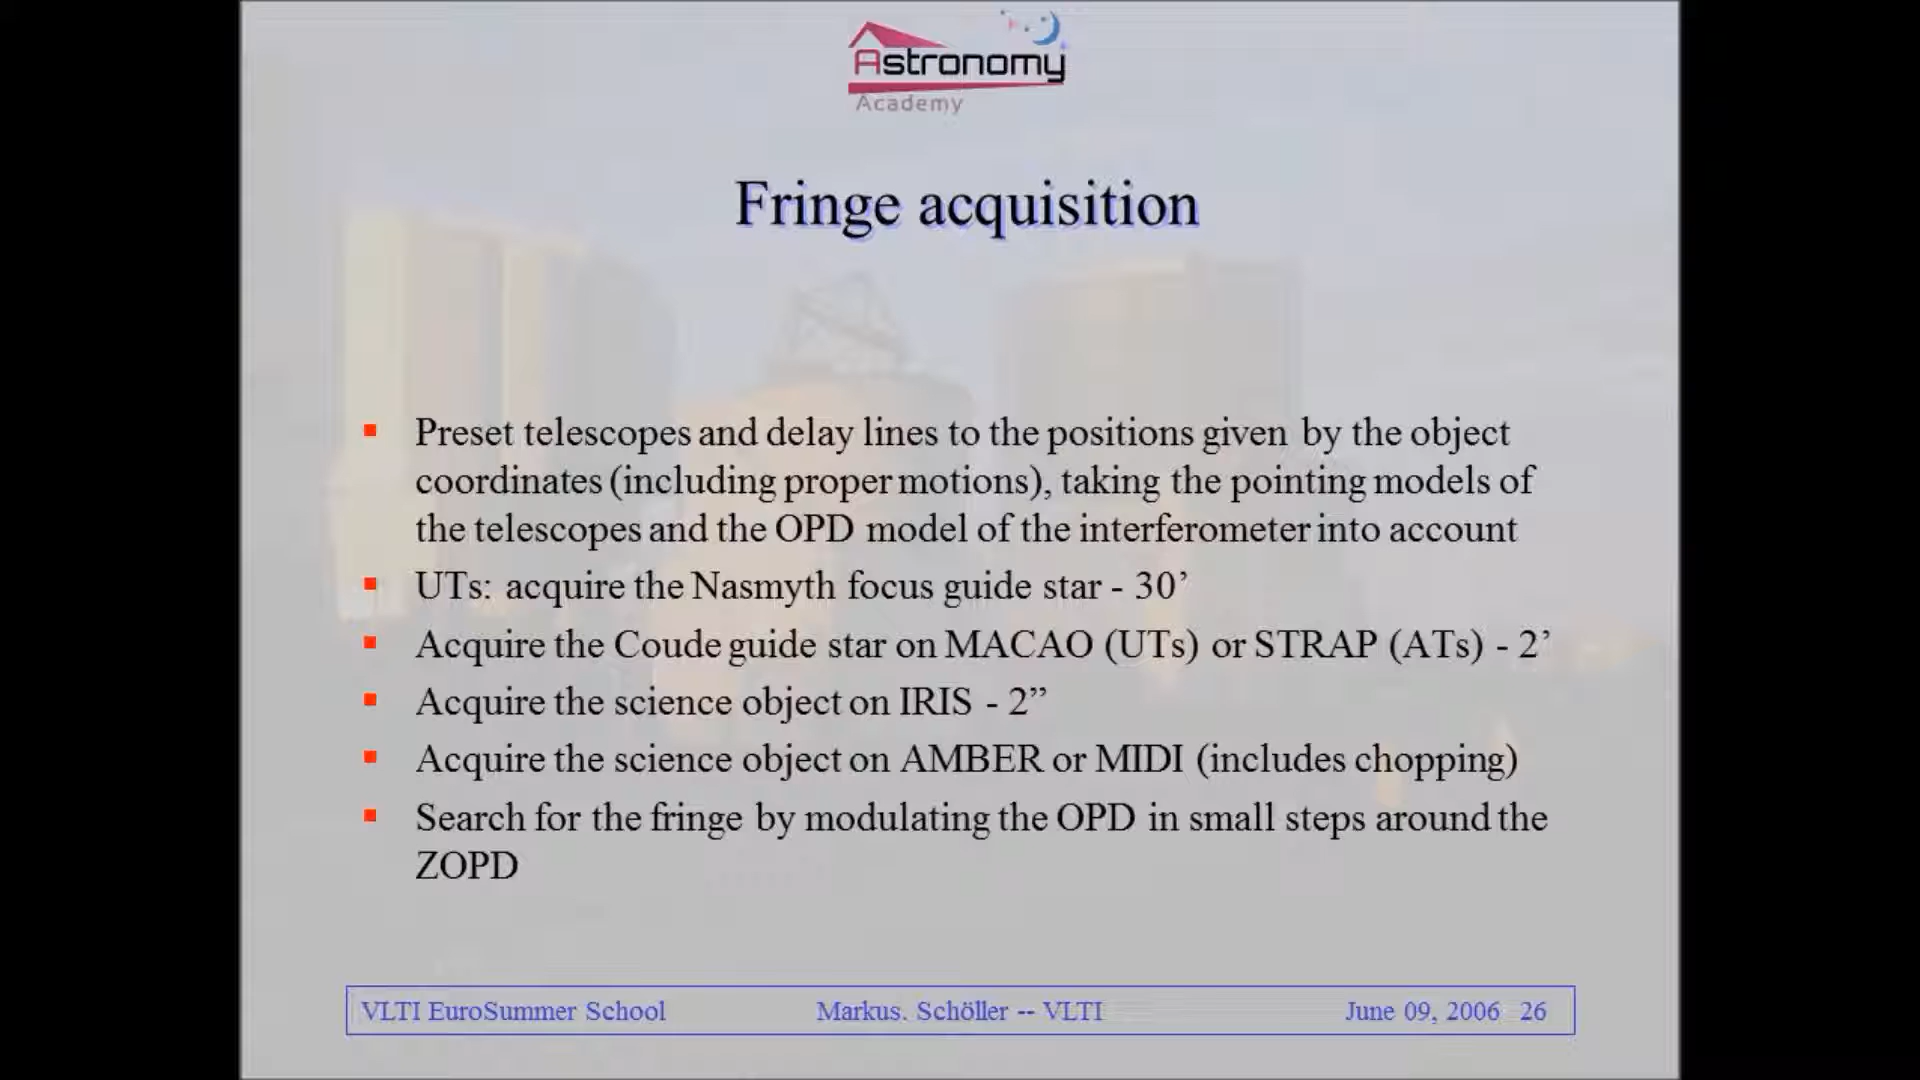 Astronomy
Academy
Fringe acquisition
Preset telescopes and delay lines to the positions given by the object
coordinates (including proper motions), taking the pointing models of
the telescopes and the OPD model of the interferometer into account
UTs: acquire the Nasmyth focus guide star - 30’
Acquire the Coude guide star on MACAO (UTs) or STRAP (ATs) - 2’
Acquire the science object on IRIS - 2”
Acquire the science object on AMBER or MIDI (includes chopping)
Search for the fringe by modulating the OPD in small steps around the
ZOPD
VLTI EuroSummer School Markus. Schöller -- VLTI June 09, 2006 26